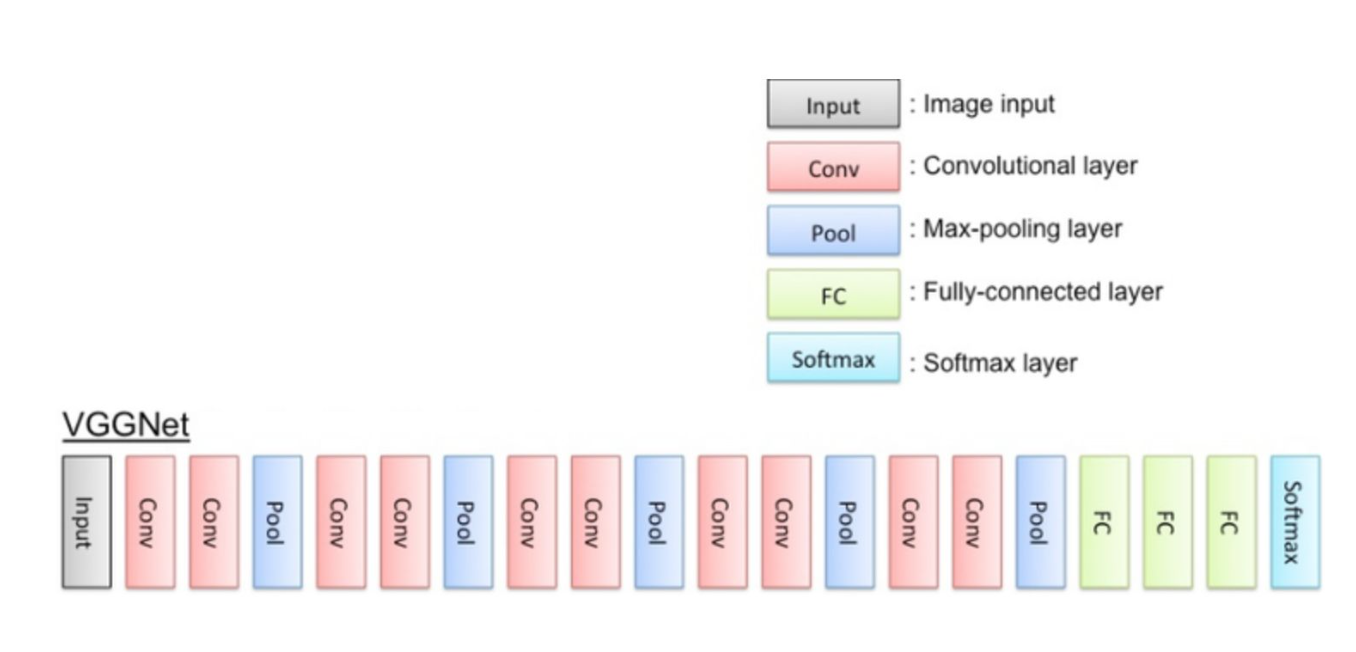 Input : Image input
Conv : Convolutional layer
Pool : Max-pooling layer
FC : Fully-connected layer
Softmax : Softmax layer
VGGNet
Input Conv Conv Pool Conv Conv Pool Conv Conv Pool Conv Conv Pool Conv Conv Pool FC FC FC Softmax